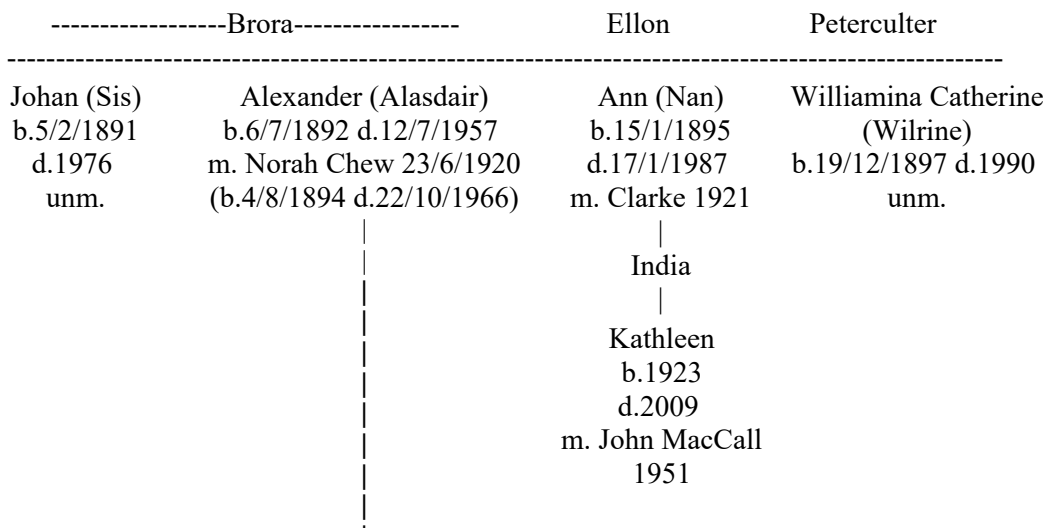 ------------------Brora----------------- Ellon Peterculter
-------------------------------------------------------------------------------------------------------
Johan (Sis) Alexander (Alasdair) Ann (Nan) Williamina Catherine
b.5/2/1891 b.6/7/1892 d.12/7/1957 b.15/1/1895 (Wilrine)
d.1976 m. Norah Chew 23/6/1920 d.17/1/1987 b.19/12/1897 d.1990
unm. (b.4/8/1894 d.22/10/1966) m. Clarke 1921 unm.
India
Kathleen
b.1923
d.2009
m. John MacCall
1951